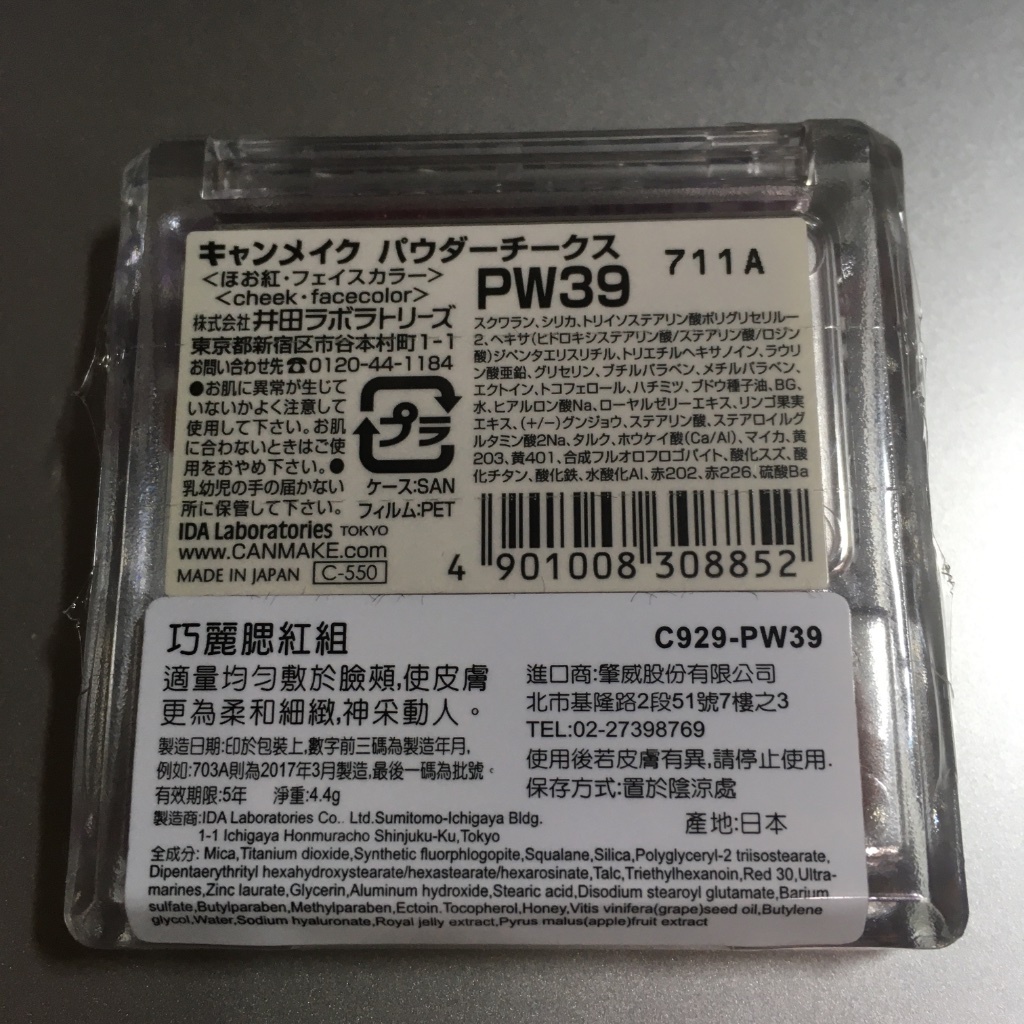 キャンメイク パウダーチークス
<ほお紅・フェイスカラー>
<cheek・facecolor>
PW39
711A
株式会社 井田ラボラトリーズ
東京都新宿区市谷本村町1-1
お問い合わせ先☎0120-44-1184
●お肌に異常が生じて
いないかよく注意して
使用して下さい。お肌
に合わないときはご使
用をおやめ下さい。●
乳幼児の手の届かない
所に保管して下さい。
プラ
ケース:SAN
フィルム:PET
IDA Laboratories TOKYO
www.CANMAKE.com
MADE IN JAPAN C-550
スクワラン、シリカ、トリイソステアリン酸ポリグリセリル-
2、ヘキサ(ヒドロキシステアリン酸/ステアリン酸/ロジン
酸)ジペンタエリスリチル、トリエチルヘキサノイン、ラウリ
ン酸亜鉛、グリセリン、ブチルパラベン、メチルパラベン、
エクトイン、トコフェロール、ハチミツ、ブドウ種子油、BG、
水、ヒアルロン酸Na、ローヤルゼリーエキス、リンゴ果実
エキス、(+/-)グンジョウ、ステアリン酸、ステアロイルグ
ルタミン酸2Na、タルク、ホウケイ酸(Ca/Al)、マイカ、黄
203、黄401、合成フルオロフロゴパイト、酸化スズ、酸
化チタン、酸化鉄、水酸化Al、赤202、赤226、硫酸Ba
4 901008 308852
巧麗腮紅組
C929-PW39
適量均勻敷於臉頰,使皮膚
更為柔和細緻,神采動人。
製造日期:印於包裝上,數字前三碼為製造年月,
例如:703A則為2017年3月製造,最後一碼為批號。
有效期限:5年 淨重:4.4g
進口商:肇威股份有限公司
北市基隆路2段51號7樓之3
TEL:02-27398769
使用後若皮膚有異,請停止使用.
保存方式:置於陰涼處
產地:日本
製造商:IDA Laboratories Co.. Ltd.Sumitomo-Ichigaya Bldg.
1-1 Ichigaya Honmuracho Shinjuku-Ku,Tokyo
全成分: Mica,Titanium dioxide,Synthetic fluorphlogopite,Squalane,Silica,Polyglyceryl-2 triisostearate,
Dipentaerythrityl hexahydroxystearate/hexastearate/hexarosinate,Talc,Triethylhexanoin,Red 30,Ultra-
marines,Zinc laurate,Glycerin,Aluminum hydroxide,Stearic acid,Disodium stearoyl glutamate,Barium
sulfate,Butylparaben,Methylparaben,Ectoin,Tocopherol,Honey,Vitis vinifera(grape)seed oil,Butylene
glycol,Water,Sodium hyaluronate,Royal jelly extract,Pyrus malus(apple)fruit extract